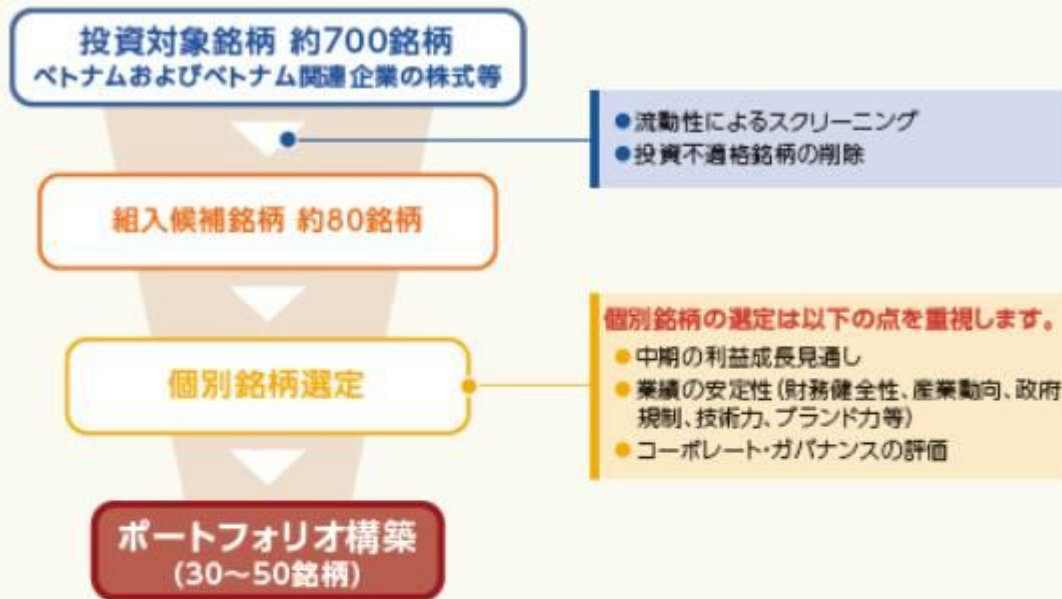 投資対象銘柄 約700銘柄
ベトナムおよびベトナム関連企業の株式等
●流動性によるスクリーニング
●投資不適格銘柄の削除
組入候補銘柄 約80銘柄
個別銘柄の選定は以下の点を重視します。
●中期の利益成長見通し
●業績の安定性(財務健全性、産業動向、政府
規制、技術力、ブランド力等)
●コーポレート・ガバナンスの評価
個別銘柄選定
ポートフォリオ構築
(30～50銘柄)